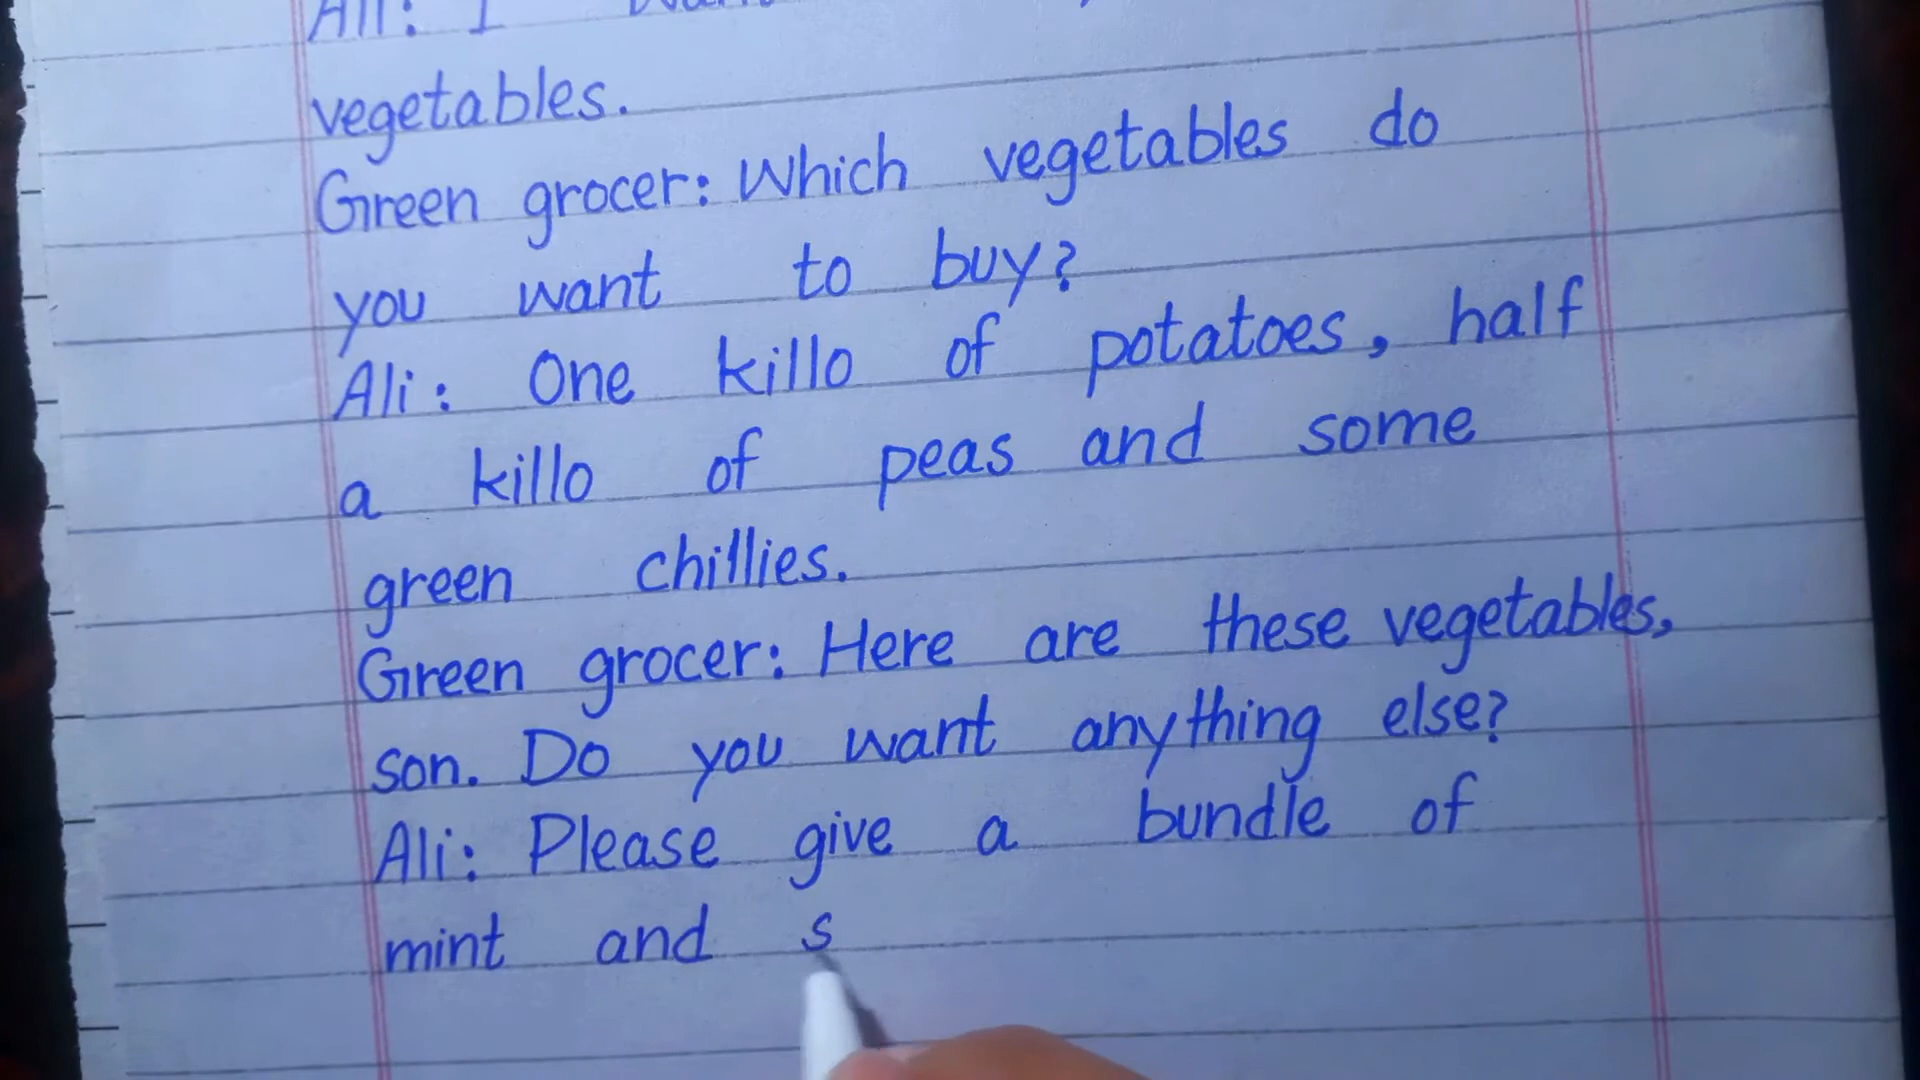 Ali: I
vegetables.
Green grocer: Which vegetables do
you want to buy?
Ali: One killo of potatoes, half
a killo of peas and some
green chillies.
Green grocer: Here are these vegetables,
son. Do you want anything else?
Ali: Please give a bundle of
mint and s